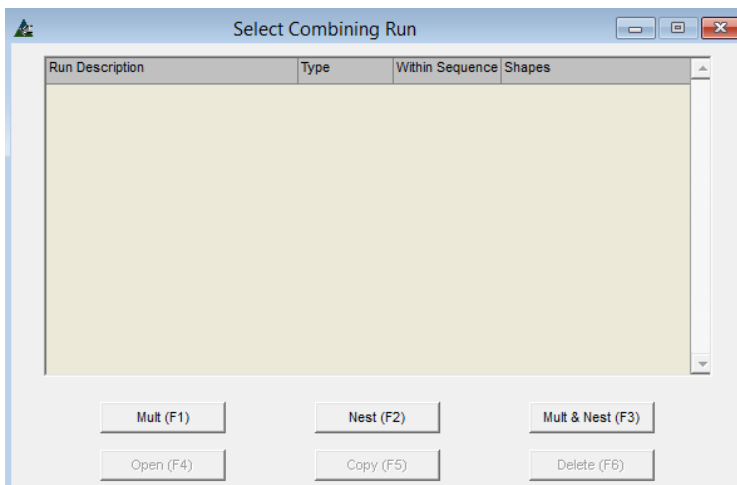 Select Combining Run
Run Description Type Within Sequence Shapes
Mult (F1) Nest (F2) Mult & Nest (F3)
Open (F4) Copy (F5) Delete (F6)